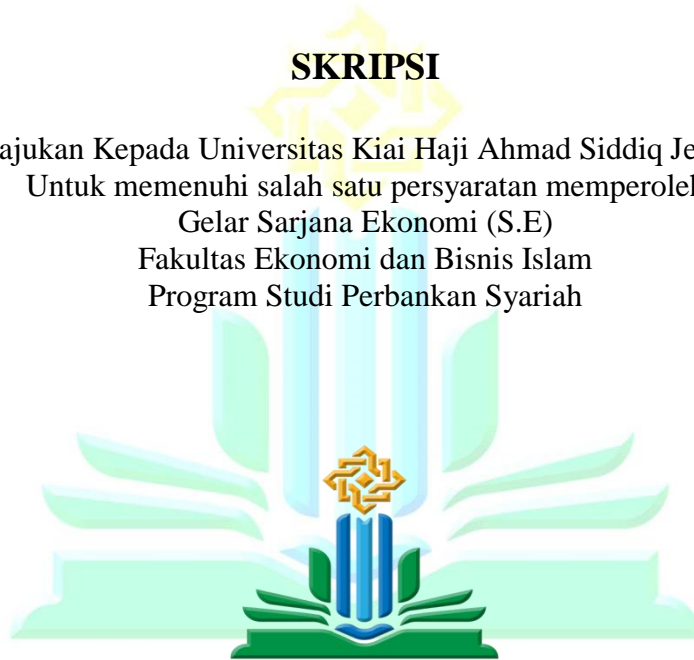 SKRIPSI
ajukan Kepada Universitas Kiai Haji Ahmad Siddiq Je
Untuk memenuhi salah satu persyaratan memperoleh
Gelar Sarjana Ekonomi (S.E)
Fakultas Ekonomi dan Bisnis Islam
Program Studi Perbankan Syariah